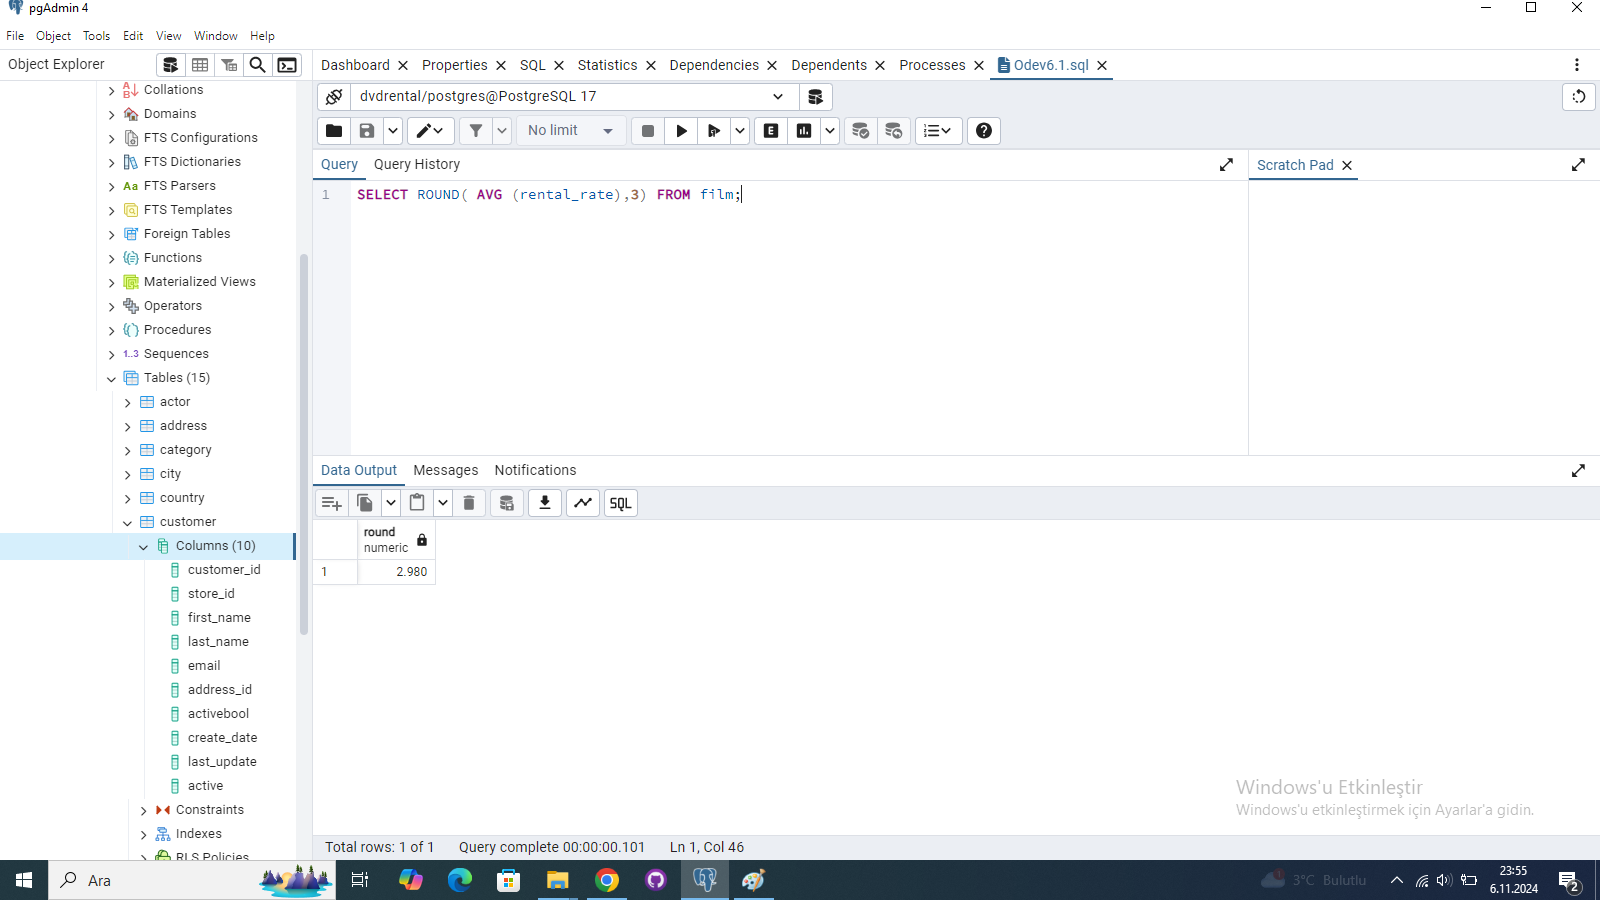 pgAdmin 4
File Object Tools Edit View Window Help
Object Explorer
Dashboard Properties SQL Statistics Dependencies Dependents Processes Odev6.1.sql
dvdrental/postgres@PostgreSQL 17
No limit
E
Query Query History
Scratch Pad
1 SELECT ROUND( AVG (rental_rate),3) FROM film;
Collations
Domains
FTS Configurations
FTS Dictionaries
Aa FTS Parsers
FTS Templates
Foreign Tables
Functions
Materialized Views
Operators
Procedures
1..3 Sequences
Tables (15)
actor
address
category
city
country
customer
Columns (10)
customer_id
store_id
first_name
last_name
email
address_id
activebool
create_date
last_update
active
Constraints
Indexes
RLS Policies
Data Output Messages Notifications
SQL
round
numeric
1 2.980
Windows'u Etkinleştir
Windows'u etkinleştirmek için Ayarlar'a gidin.
Total rows: 1 of 1 Query complete 00:00:00.101 Ln 1, Col 46
Ara
3°C Bulutlu
23:55
6.11.2024
2